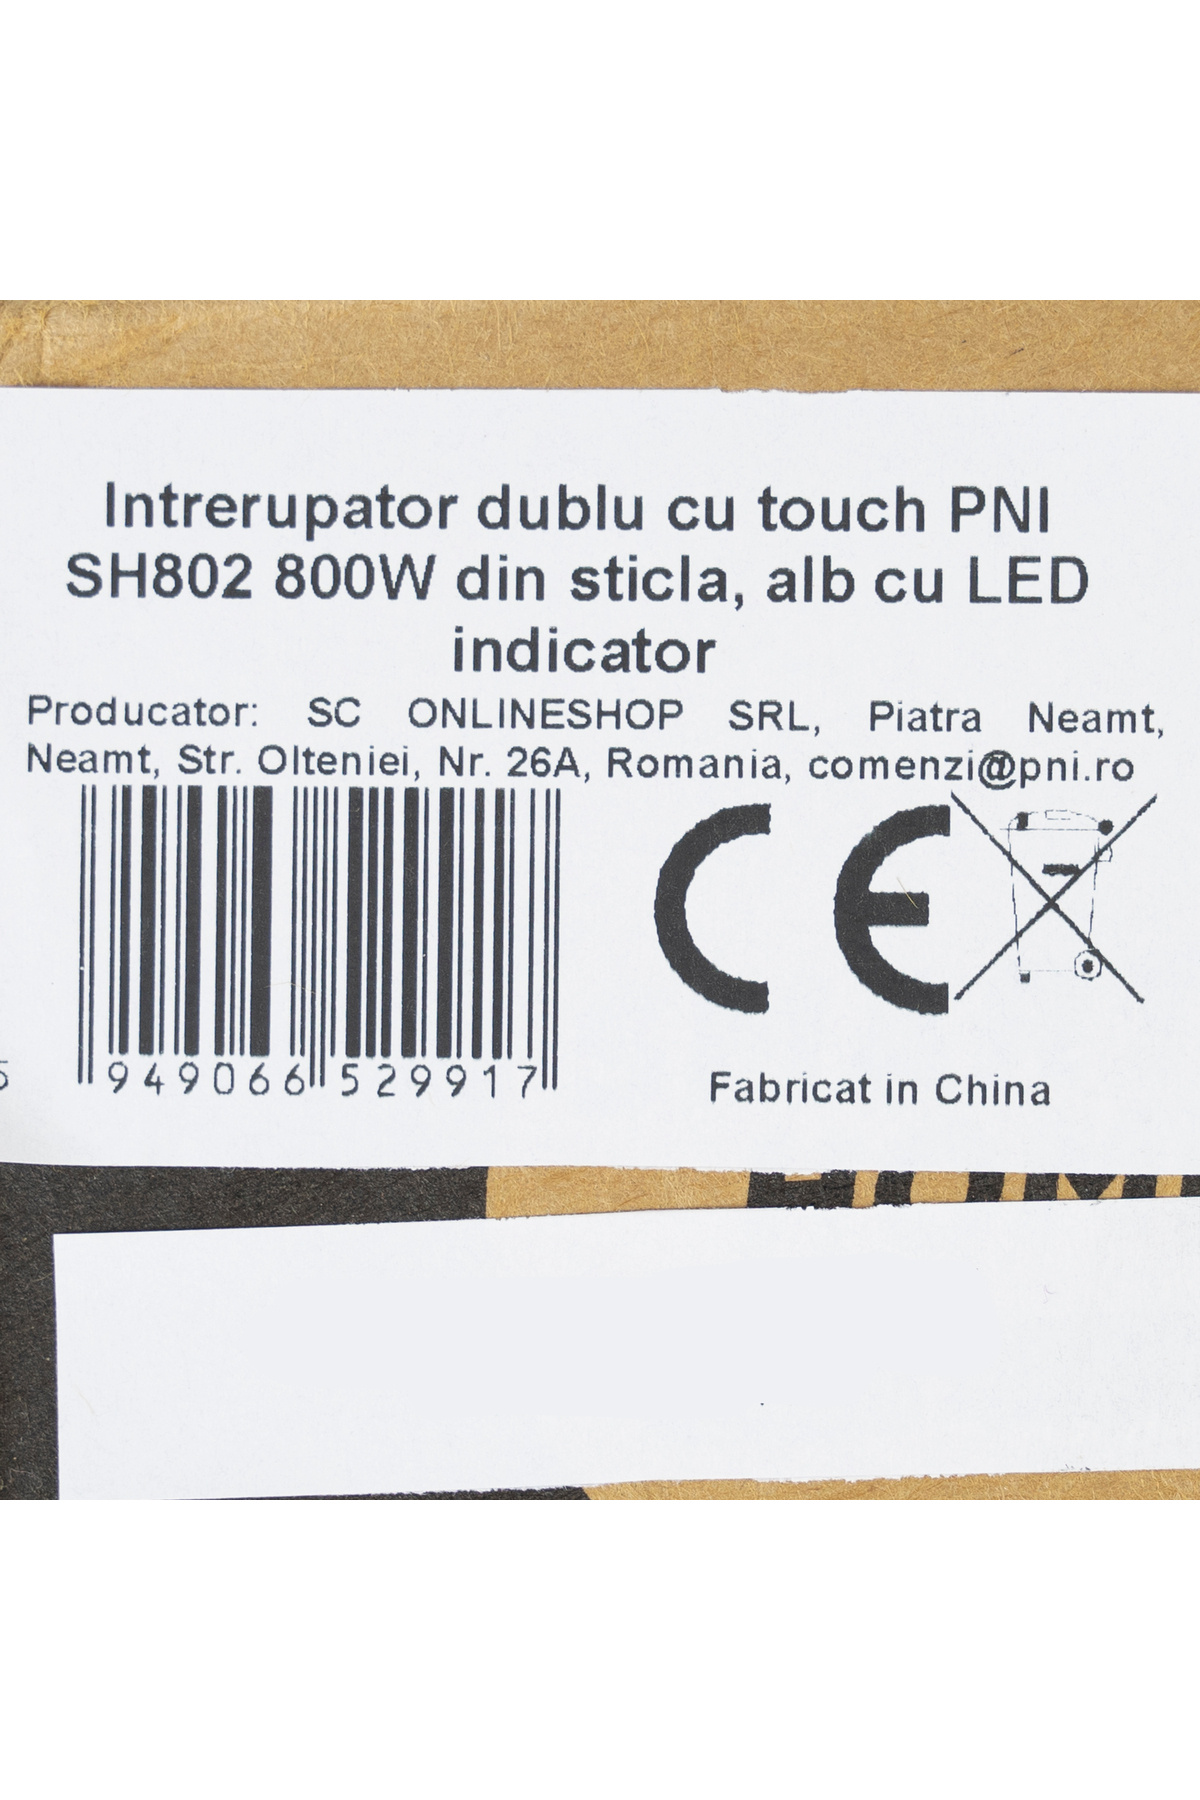 Intrerupator dublu cu touch PNI
SH802 800W din sticla, alb cu LED
indicator
Producator: SC ONLINESHOP SRL, Piatra Neamt,
Neamt, Str. Olteniei, Nr. 26A, Romania, comenzi@pni.ro
CE
949066 529917
Fabricat in China